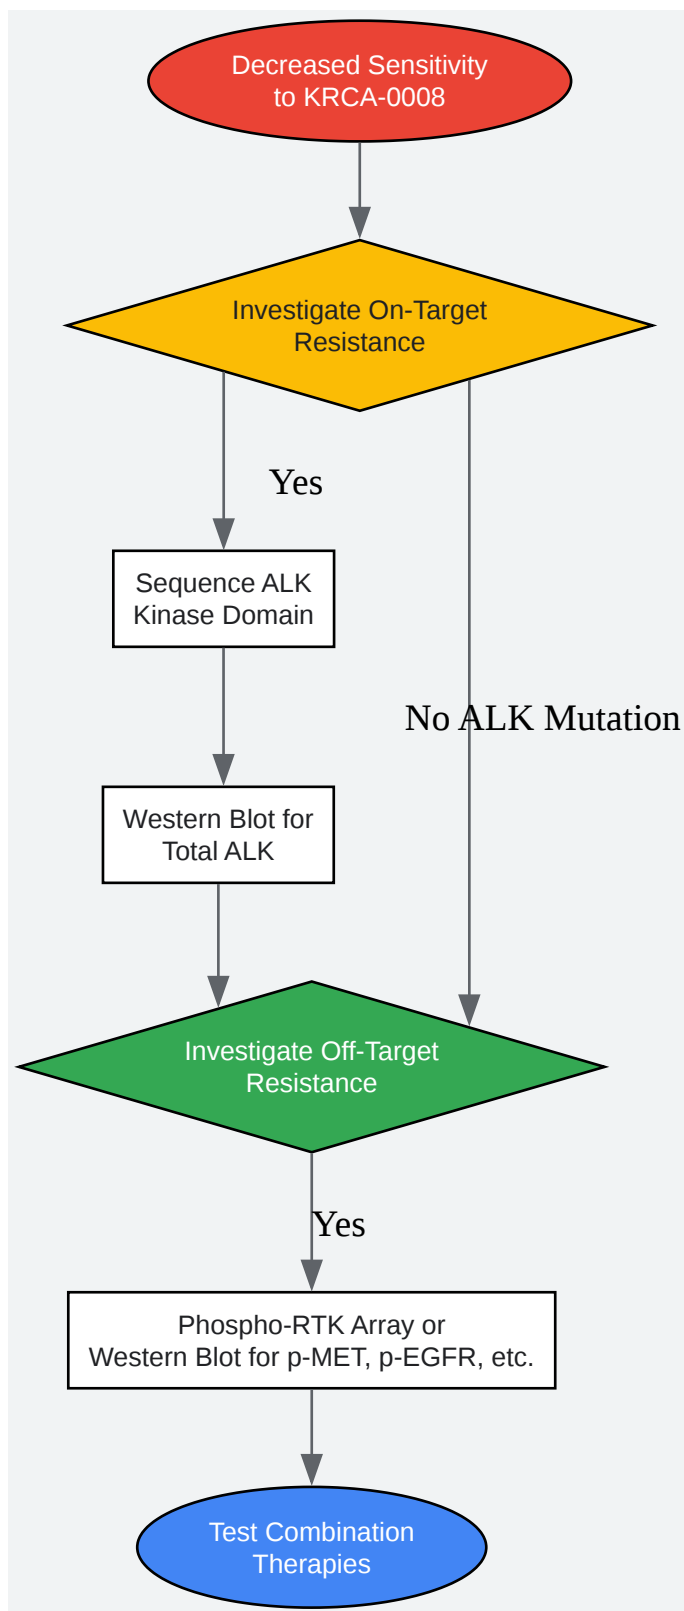 Decreased Sensitivity
to KRCA-0008
Investigate On-Target
Resistance
Yes
Sequence ALK
Kinase Domain
No ALK Mutation
Western Blot for
Total ALK
Investigate Off-Target
Resistance
Yes
Phospho-RTK Array or
Western Blot for p-MET, p-EGFR, etc.
Test Combination
Therapies